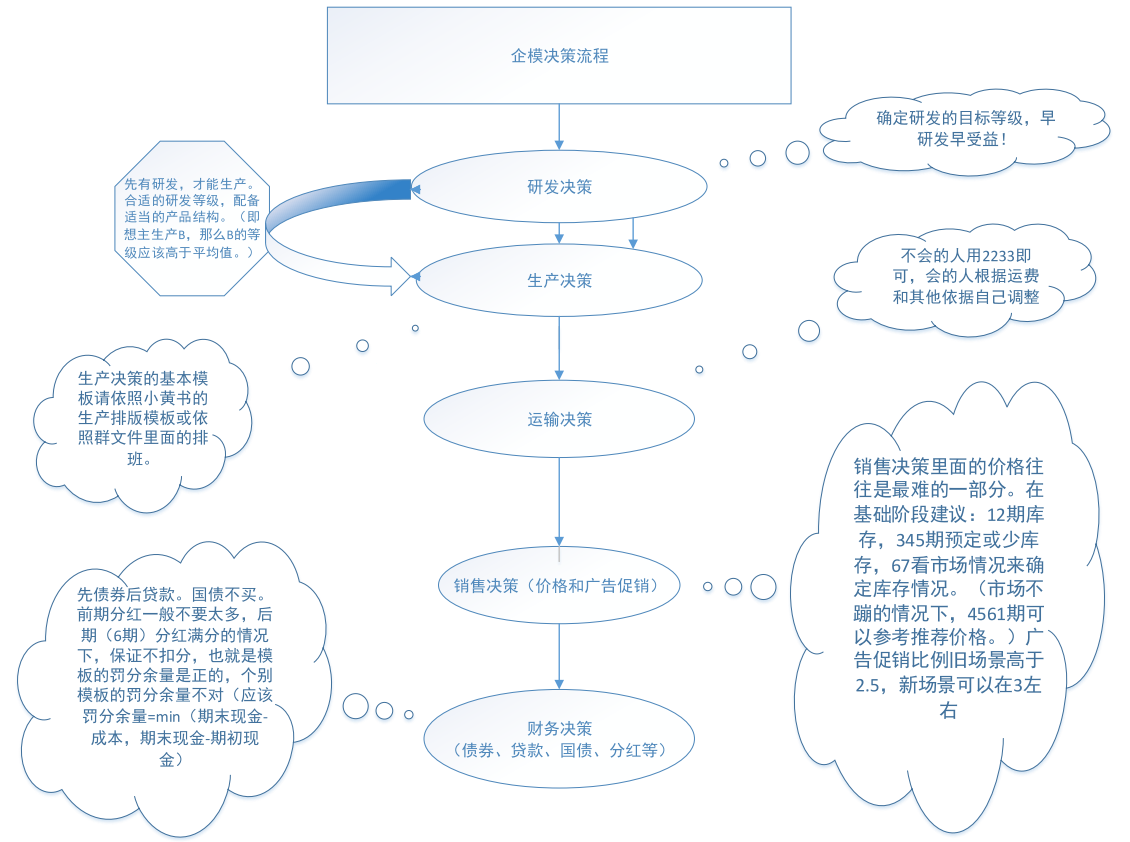 企模决策流程
确定研发的目标等级，早
研发早受益！
研发决策
先有研发，才能生产。
合适的研发等级，配备
适当的产品结构。（即
想主生产B，那么B的等
级应该高于平均值。）
生产决策
不会的人用2233即
可，会的人根据运费
和其他依据自己调整
生产决策的基本模
板请依照小黄书的
生产排版模板或依
照群文件里面的排
班。
运输决策
销售决策里面的价格往
往是最难的一部分。在
基础阶段建议：12期库
存，345期预定或少库
存，67看市场情况来确
定库存情况。（市场不
蹦的情况下，4561期可
以参考推荐价格。）广
告促销比例旧场景高于
2.5，新场景可以在3左
右
销售决策（价格和广告促销）
先债券后贷款。国债不买。
前期分红一般不要太多，后
期（6期）分红满分的情况
下，保证不扣分，也就是模
板的罚分余量是正的，个别
模板的罚分余量不对（应该
罚分余量=min（期末现金-
成本，期末现金-期初现
金）
财务决策
（债券、贷款、国债、分红等）